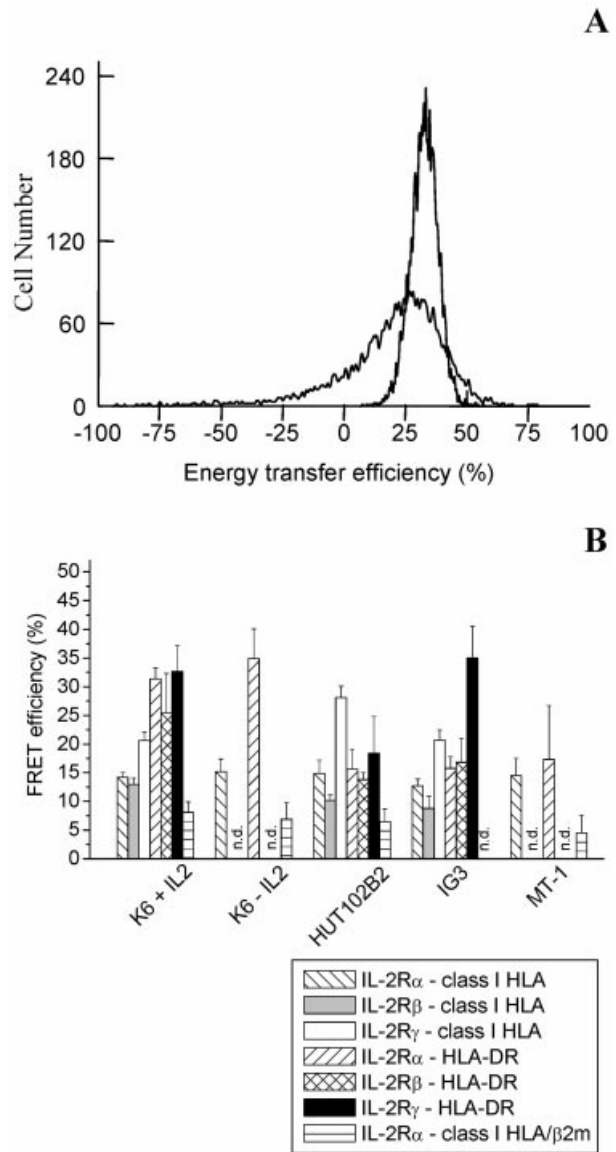 A
Cell Number
240
180
120
60
0
-100 -75 -50 -25 0 25 50 75 100
Energy transfer efficiency (%)
B
FRET efficiency (%)
50
45
40
35
30
25
20
15
10
5
0
n.d. n.d. n.d. n.d. n.d.
K6 + IL2 K6 - IL2 HUT102B2 IG3 MT-1
IL-2Rα - class I HLA
IL-2Rβ - class I HLA
IL-2Rγ - class I HLA
IL-2Rα - HLA-DR
IL-2Rβ - HLA-DR
IL-2Rγ - HLA-DR
IL-2Rα - class I HLA/β2m